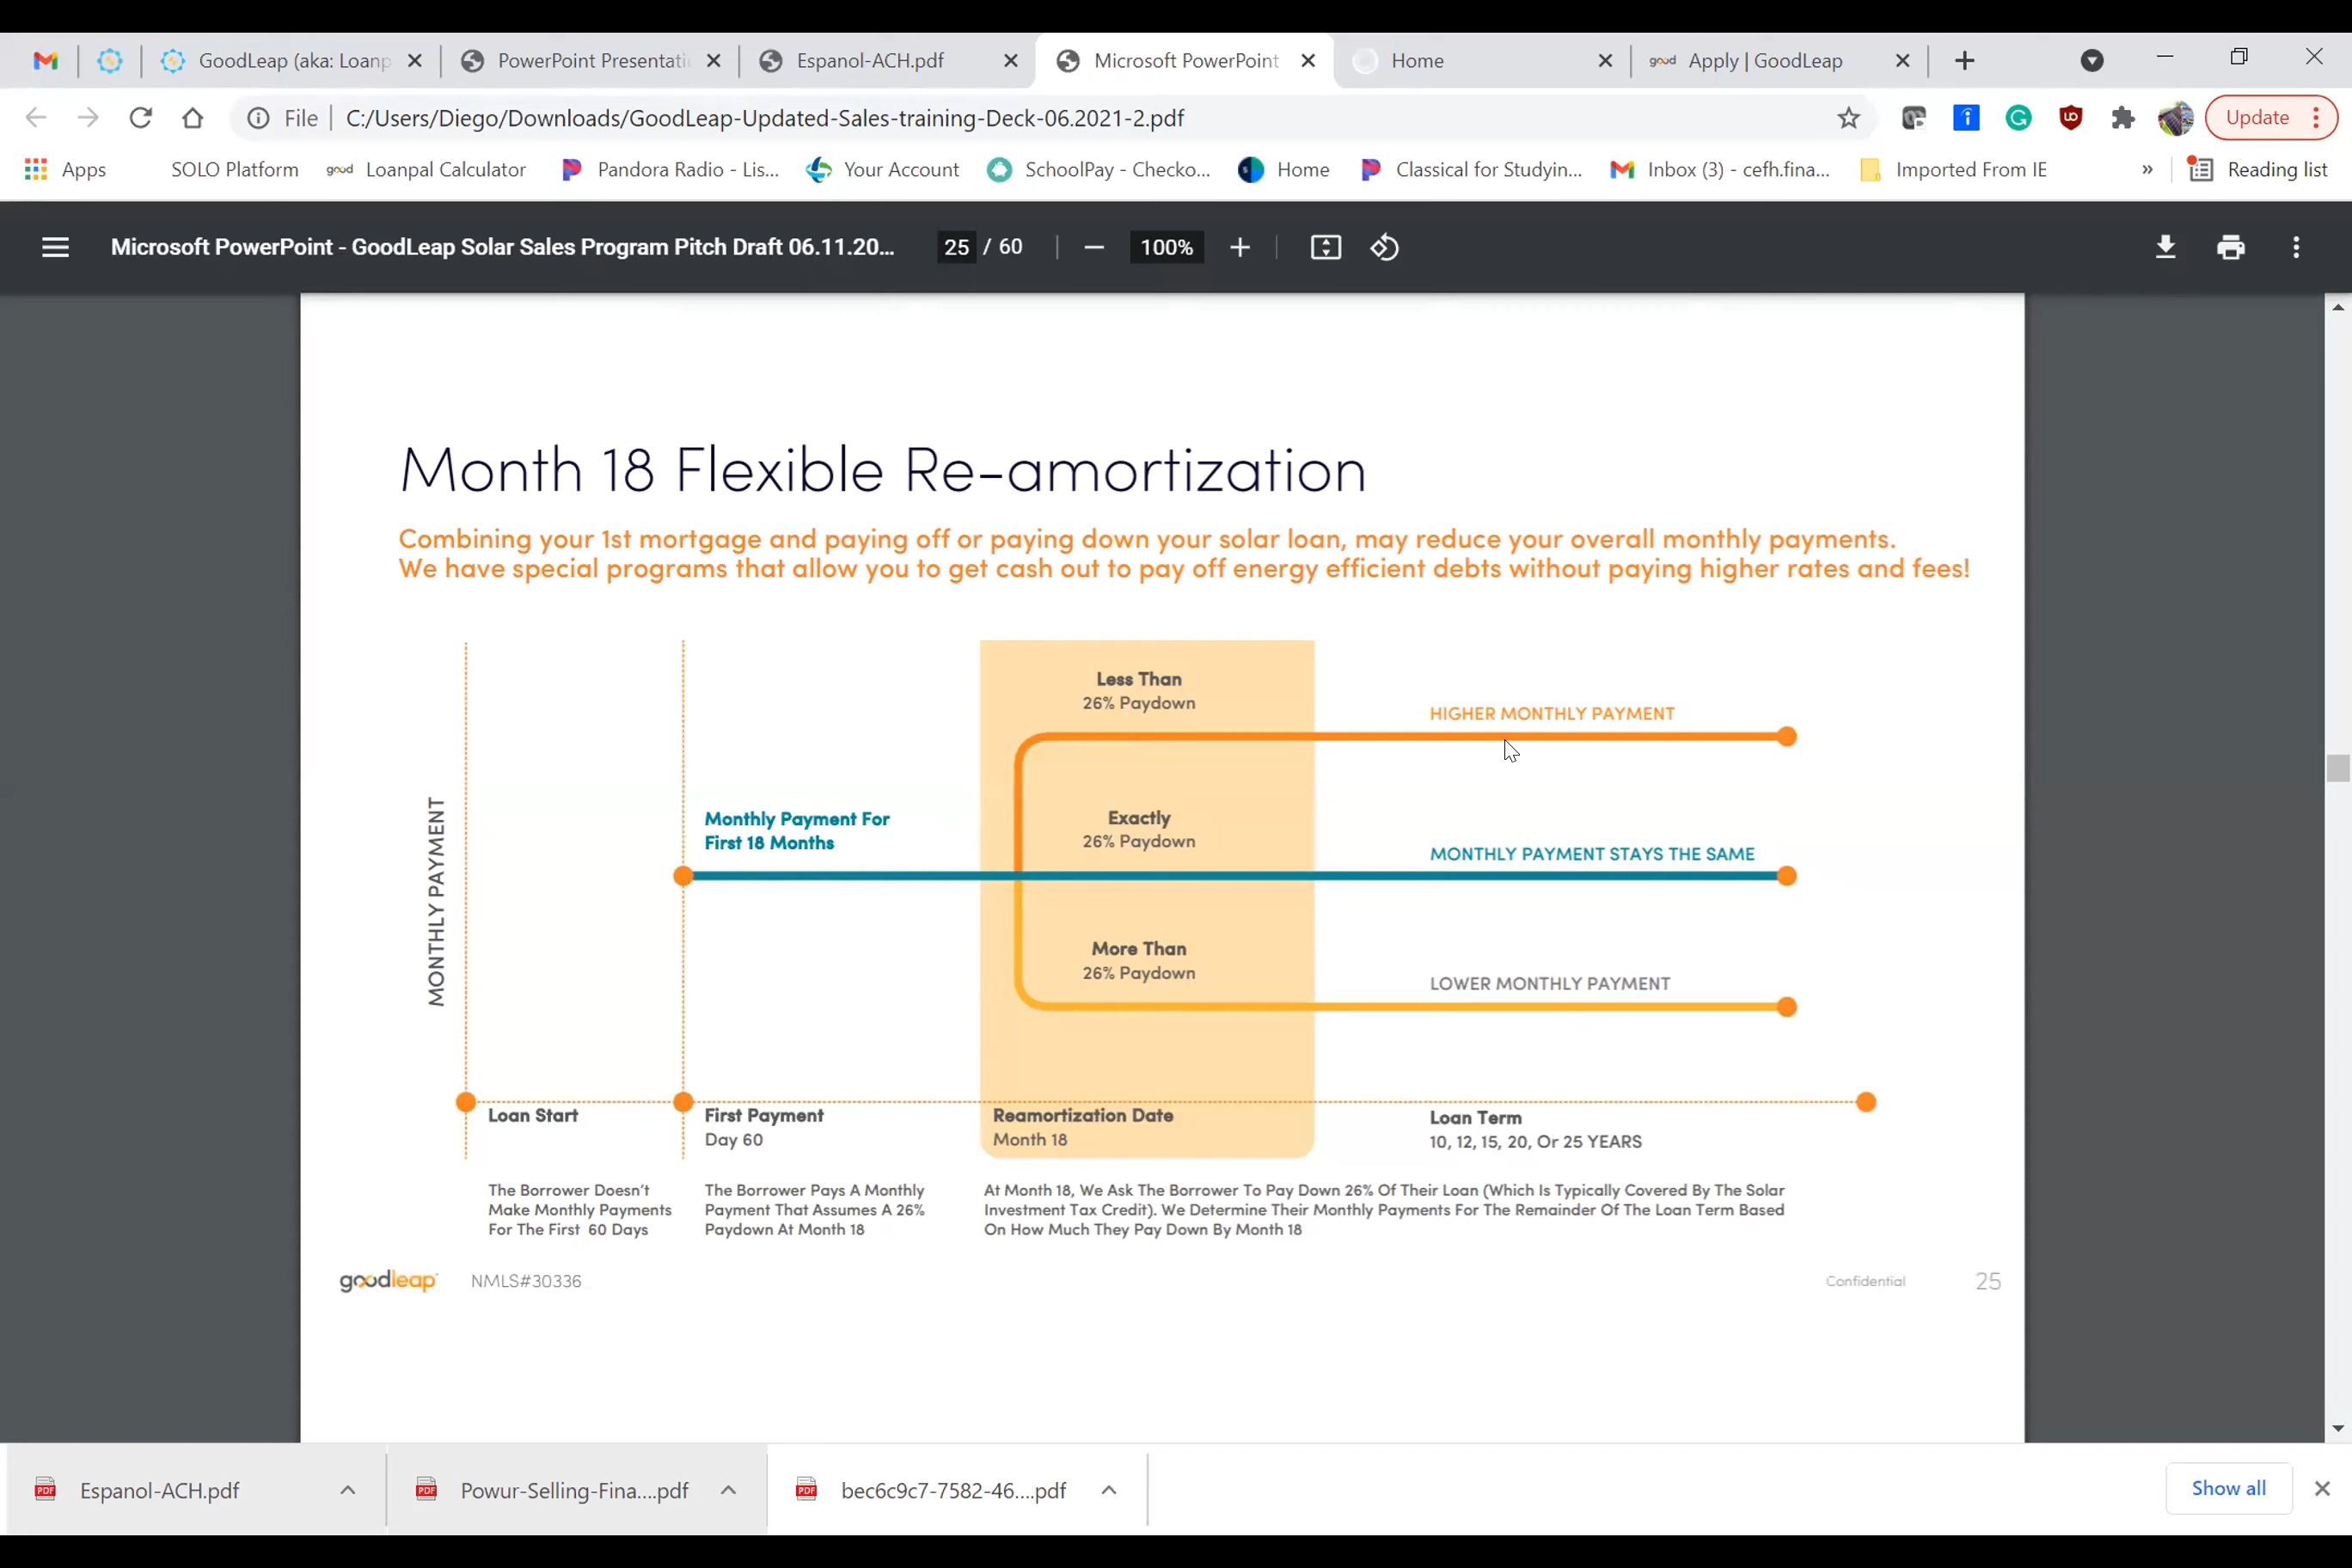 GoodLeap (aka: Loanp
PowerPoint Presentati
Espanol-ACH.pdf
Microsoft PowerPoint
Home
good Apply | GoodLeap
File | C:/Users/Diego/Downloads/GoodLeap-Updated-Sales-training-Deck-06.2021-2.pdf
Update
Apps
SOLO Platform
good Loanpal Calculator
Pandora Radio - Lis...
Your Account
SchoolPay - Checko...
Home
Classical for Studyin...
Inbox (3) - cefh.fina...
Imported From IE
»
Reading list
Microsoft PowerPoint - GoodLeap Solar Sales Program Pitch Draft 06.11.20...
25 / 60
100%
Month 18 Flexible Re-amortization
Combining your 1st mortgage and paying off or paying down your solar loan, may reduce your overall monthly payments.
We have special programs that allow you to get cash out to pay off energy efficient debts without paying higher rates and fees!
MONTHLY PAYMENT
Less Than
26% Paydown
HIGHER MONTHLY PAYMENT
Monthly Payment For
First 18 Months
Exactly
26% Paydown
MONTHLY PAYMENT STAYS THE SAME
More Than
26% Paydown
LOWER MONTHLY PAYMENT
Loan Start
First Payment
Day 60
Reamortization Date
Month 18
Loan Term
10, 12, 15, 20, Or 25 YEARS
The Borrower Doesn't
Make Monthly Payments
For The First 60 Days
The Borrower Pays A Monthly
Payment That Assumes A 26%
Paydown At Month 18
At Month 18, We Ask The Borrower To Pay Down 26% Of Their Loan (Which Is Typically Covered By The Solar
Investment Tax Credit). We Determine Their Monthly Payments For The Remainder Of The Loan Term Based
On How Much They Pay Down By Month 18
goodleap
NMLS#30336
Confidential
25
Espanol-ACH.pdf
Powur-Selling-Fina....pdf
bec6c9c7-7582-46....pdf
Show all